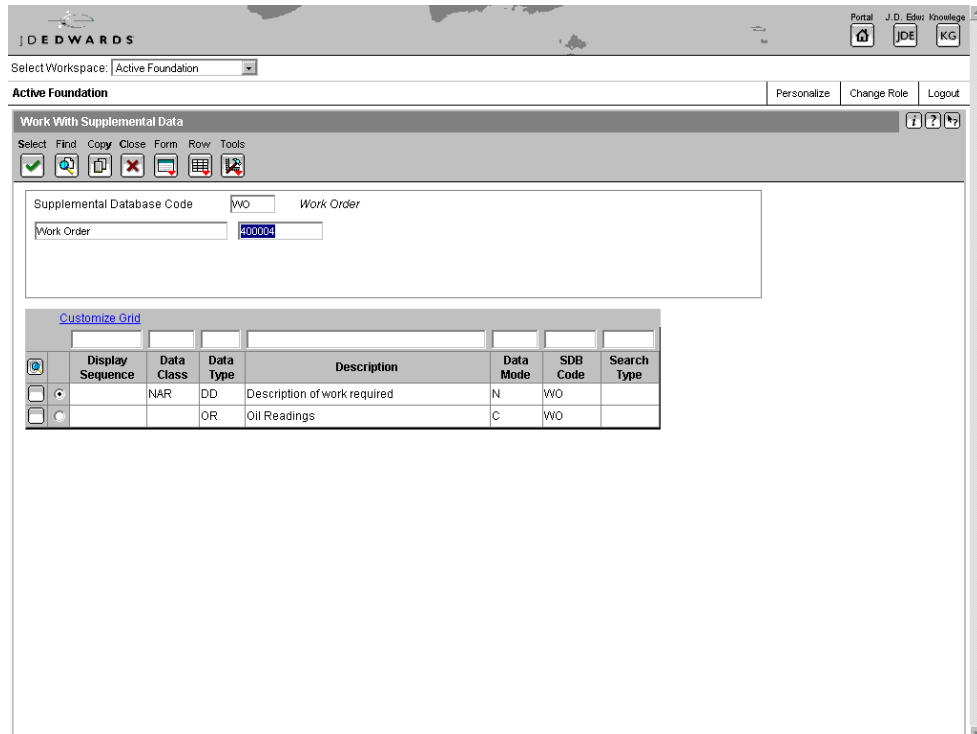 Portal J.D. Edw: Knowlege
JDEDWARDS JDE KG
Select Workspace: Active Foundation
Active Foundation Personalize Change Role Logout
Work With Supplemental Data i ? ?
Select Find Copy Close Form Row Tools
Supplemental Database Code WO Work Order
Work Order 400004
Customize Grid
Display Sequence Data Class Data Type Description Data Mode SDB Code Search Type
NAR DD Description of work required N WO
OR Oil Readings C WO